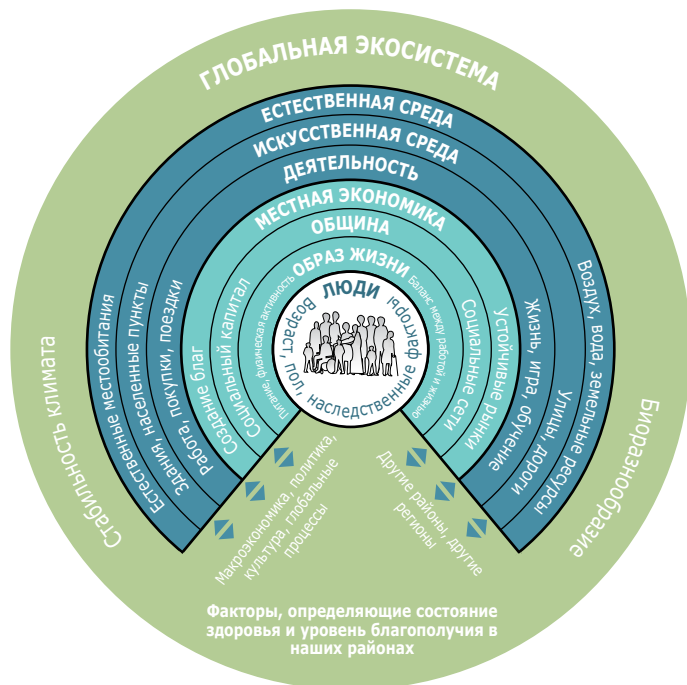 ГЛОБАЛЬНАЯ ЭКОСИСТЕМА
ЕСТЕСТВЕННАЯ СРЕДА
ИСКУССТВЕННАЯ СРЕДА
ДЕЯТЕЛЬНОСТЬ
МЕСТНАЯ ЭКОНОМИКА
ОБЩИНА
ОБРАЗ ЖИЗНИ
ЛЮДИ
Возраст, пол, наследственные факторы
Стабильность климата
Естественные местообитания
Здания, населенные пункты
Работа, покупки, поездки
Создание благ
Социальный капитал
Питание, физическая активность
Баланс между работой и жизнью
Социальные сети
Устойчивые рынки
Жизнь, игра, обучение
Улицы, дороги
Воздух, вода, земельные ресурсы
Биоразнообразие
Макроэкономика, политика,
культура, глобальные
процессы
Другие районы, другие
регионы
Факторы, определяющие состояние
здоровья и уровень благополучия в
наших районах